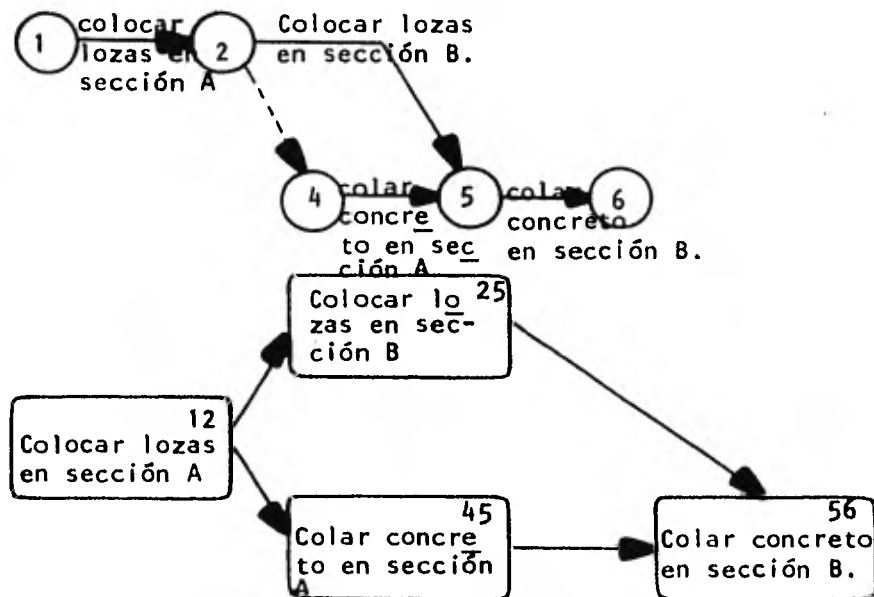 1
colocar
lozas en
sección A
2
Colocar lozas
en sección B.
4
colar
concre
to en sec
ción A
5
colar
concreto
en sección B.
6
25
Colocar lo
zas en sec-
ción B
12
Colocar lozas
en sección A
45
Colar concre
to en sección
A
56
Colar concreto
en sección B.